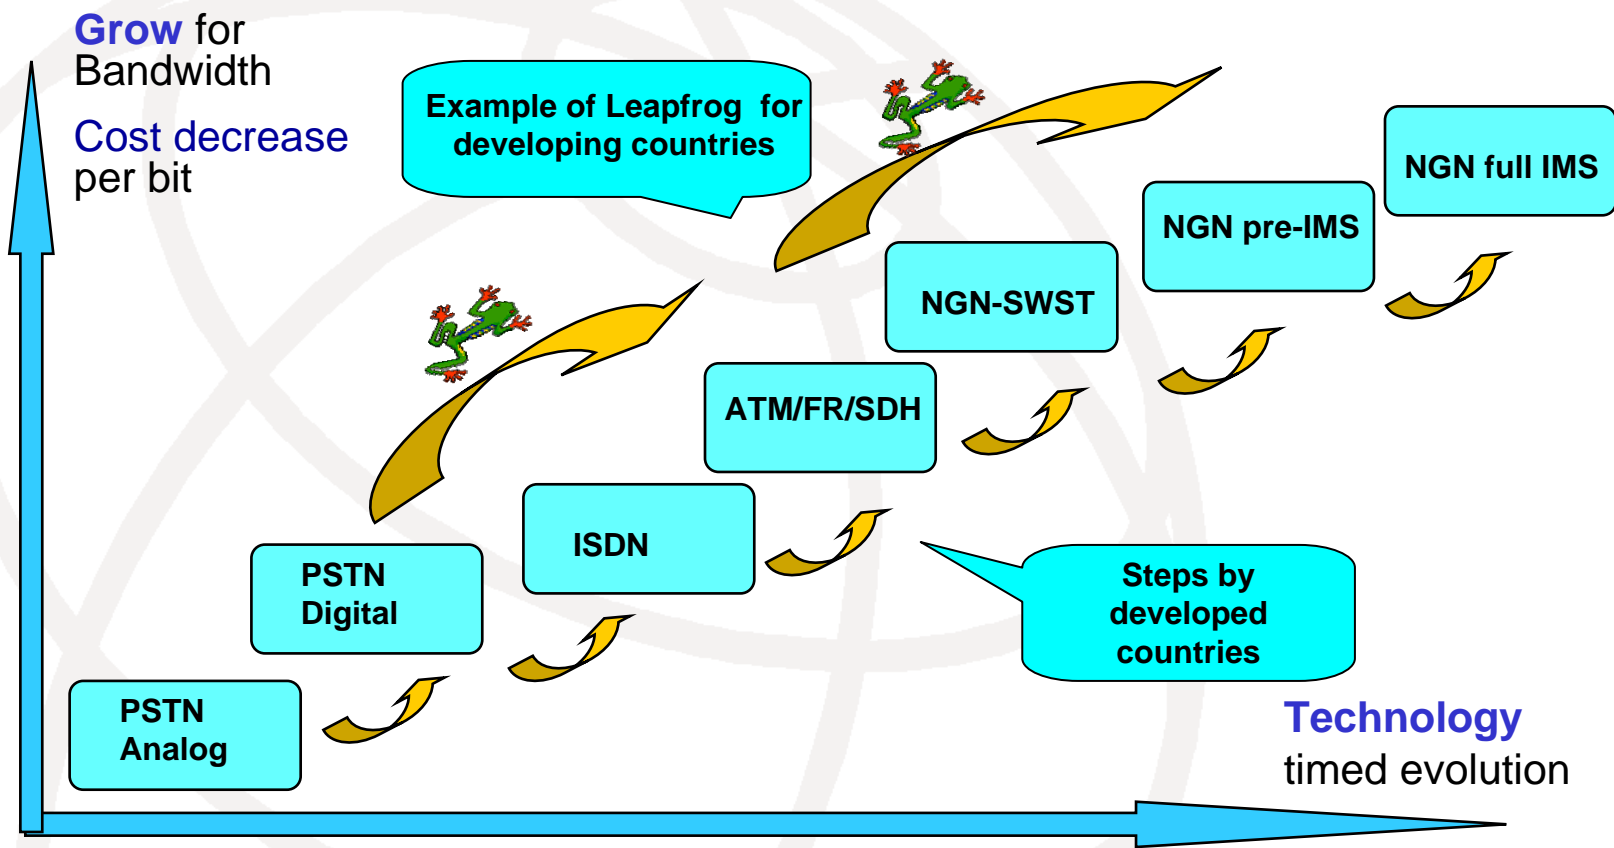 Grow for
Bandwidth
Cost decrease
per bit
Example of Leapfrog for
developing countries
NGN full IMS
NGN pre-IMS
NGN-SWST
ATM/FR/SDH
ISDN
PSTN
Digital
PSTN
Analog
Steps by
developed
countries
Technology
timed evolution